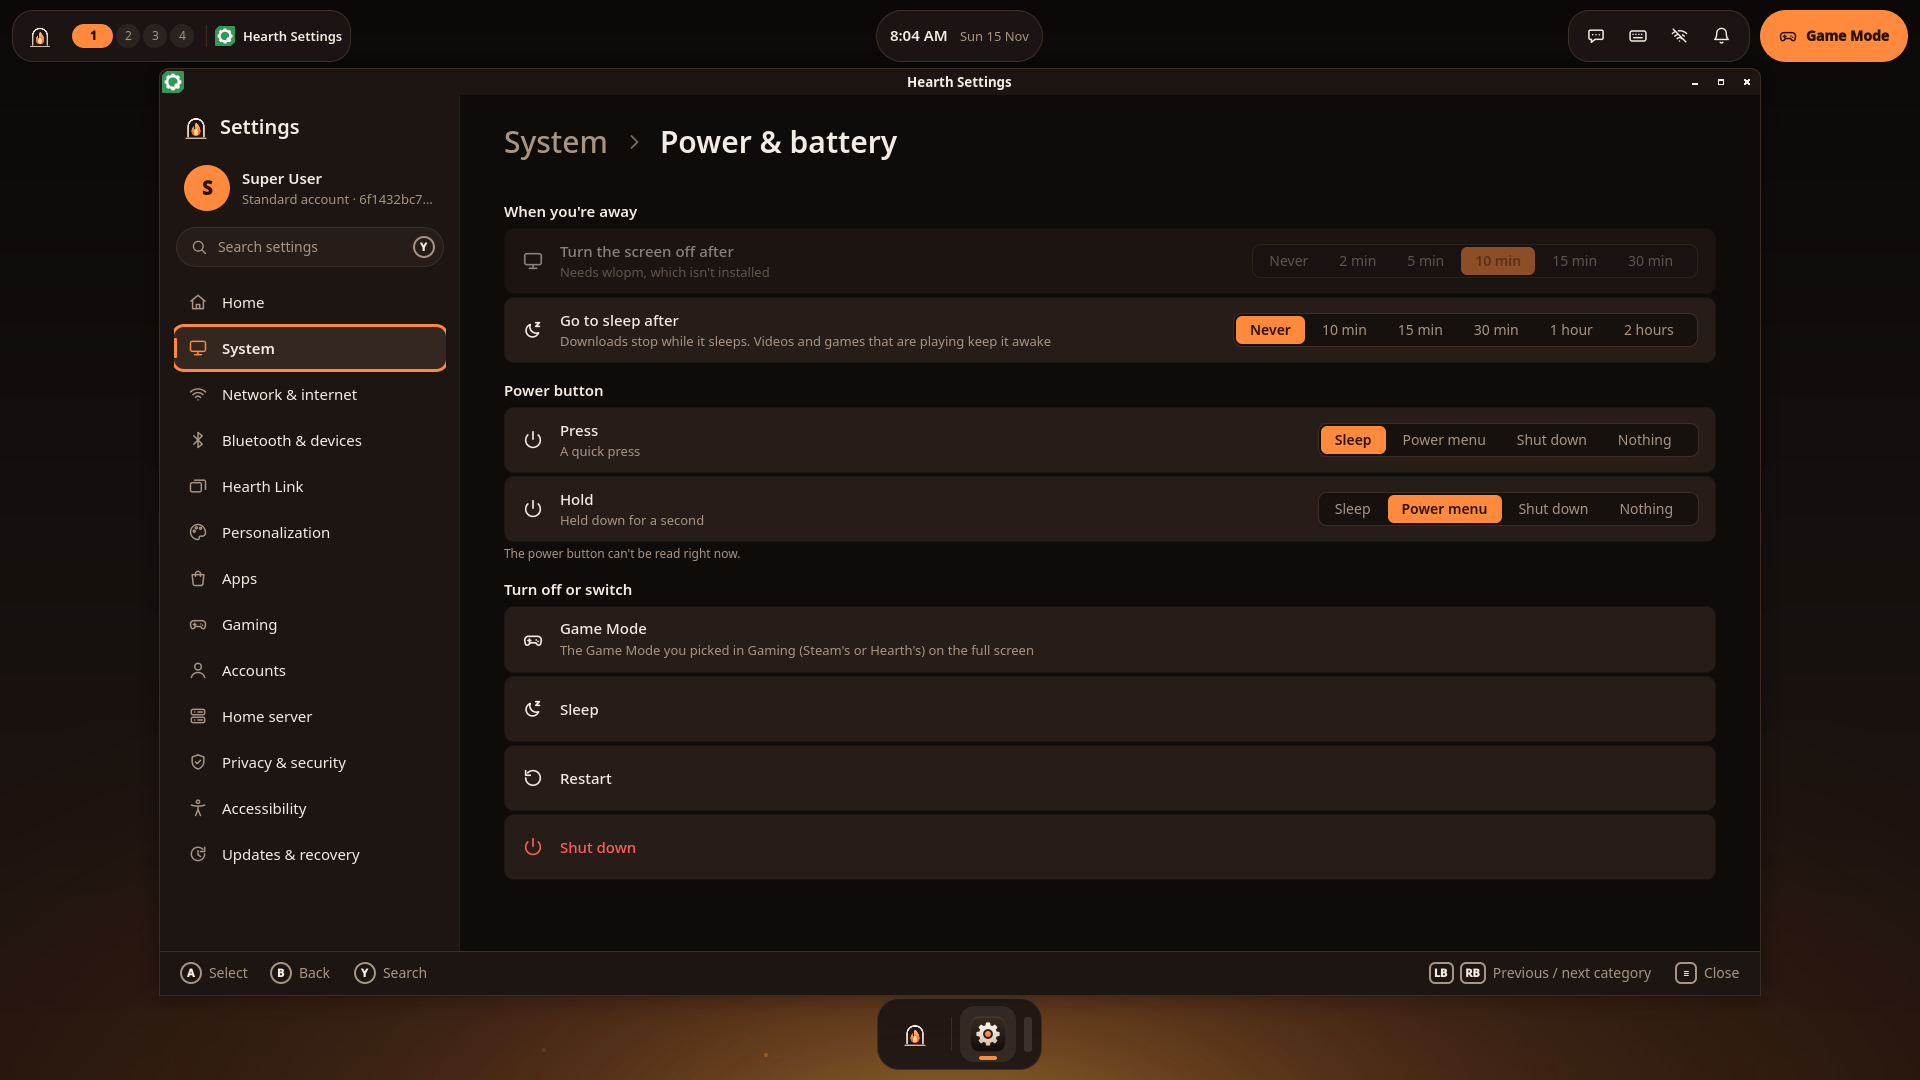 1 2 3 4 Hearth Settings
8:04 AM Sun 15 Nov
Game Mode
Hearth Settings
Settings
S
Super User
Standard account · 6f1432bc7...
Search settings Y
Home
System
Network & internet
Bluetooth & devices
Hearth Link
Personalization
Apps
Gaming
Accounts
Home server
Privacy & security
Accessibility
Updates & recovery
System > Power & battery
When you're away
Turn the screen off after
Needs wlopm, which isn't installed
Never 2 min 5 min 10 min 15 min 30 min
Go to sleep after
Downloads stop while it sleeps. Videos and games that are playing keep it awake
Never 10 min 15 min 30 min 1 hour 2 hours
Power button
Press
A quick press
Sleep Power menu Shut down Nothing
Hold
Held down for a second
Sleep Power menu Shut down Nothing
The power button can't be read right now.
Turn off or switch
Game Mode
The Game Mode you picked in Gaming (Steam's or Hearth's) on the full screen
Sleep
Restart
Shut down
A Select B Back Y Search
LB RB Previous / next category ≡ Close